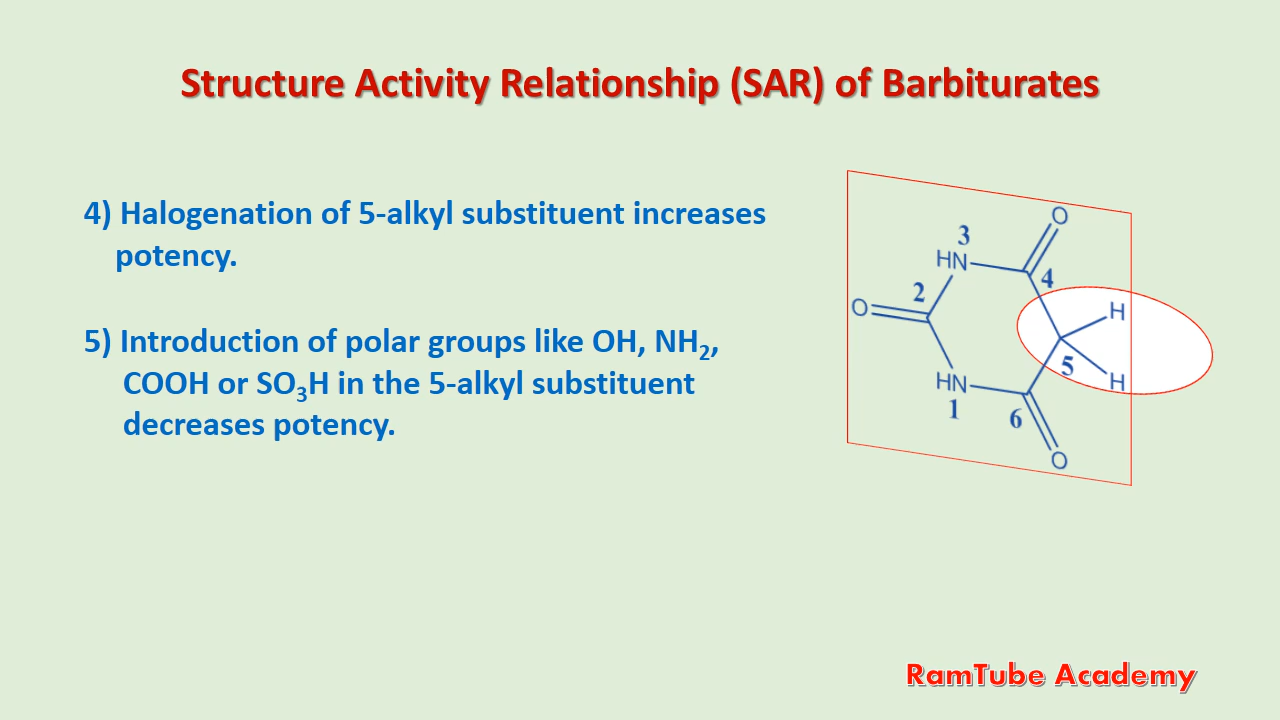 Structure Activity Relationship (SAR) of Barbiturates
4) Halogenation of 5-alkyl substituent increases
potency.
5) Introduction of polar groups like OH, NH2,
COOH or SO3H in the 5-alkyl substituent
decreases potency.
O
3
HN
4
2
O
H
5
H
HN
1
6
O
RamTube Academy